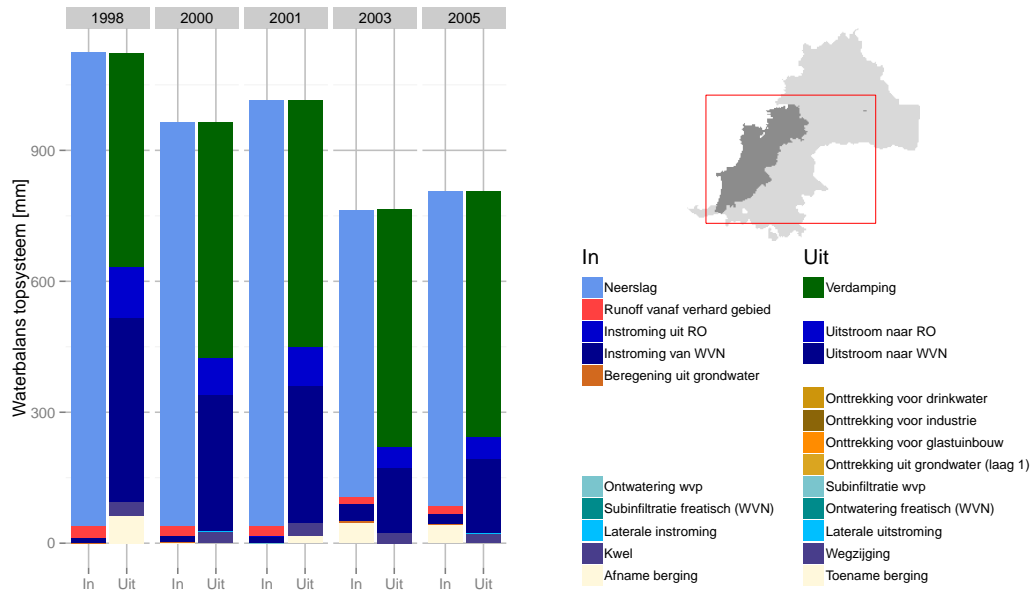 1998 2000 2001 2003 2005
Waterbalans topsysteem [mm]
900
600
300
0
In Uit In Uit In Uit In Uit In Uit
In Uit
Neerslag Verdamping
Runoff vanaf verhard gebied
Instroming uit RO Uitstroom naar RO
Instroming van WVN Uitstroom naar WVN
Beregening uit grondwater
Onttrekking voor drinkwater
Onttrekking voor industrie
Onttrekking voor glastuinbouw
Onttrekking uit grondwater (laag 1)
Ontwatering wvp Subinfiltratie wvp
Subinfiltratie freatisch (WVN) Ontwatering freatisch (WVN)
Laterale instroming Laterale uitstroming
Kwel Wegzijging
Afname berging Toename berging